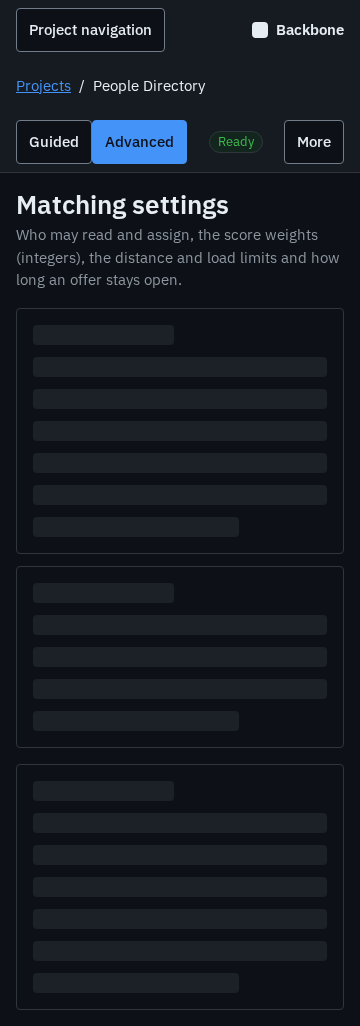 Project navigation
Backbone
Projects / People Directory
Guided
Advanced
Ready
More
Matching settings
Who may read and assign, the score weights
(integers), the distance and load limits and how
long an offer stays open.